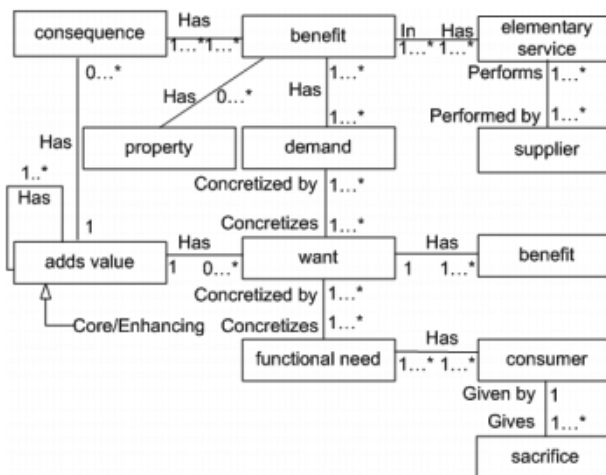 Has
In
Has
consequence
benefit
elementary
service
1...*1...*
1...*
1...*
0...*
1...*
Performs
1...*
Has
0...*
Has
1...*
Performed by
1...*
Has
property
demand
supplier
1..*
Has
Concretized by
1...*
1
Concretizes
1...*
Has
Has
adds value
want
benefit
1
0...*
1
1...*
Concretized by
1...*
Core/Enhancing
Concretizes
1...*
Has
functional need
consumer
1...*
1...*
Given by
1
Gives
1...*
sacrifice